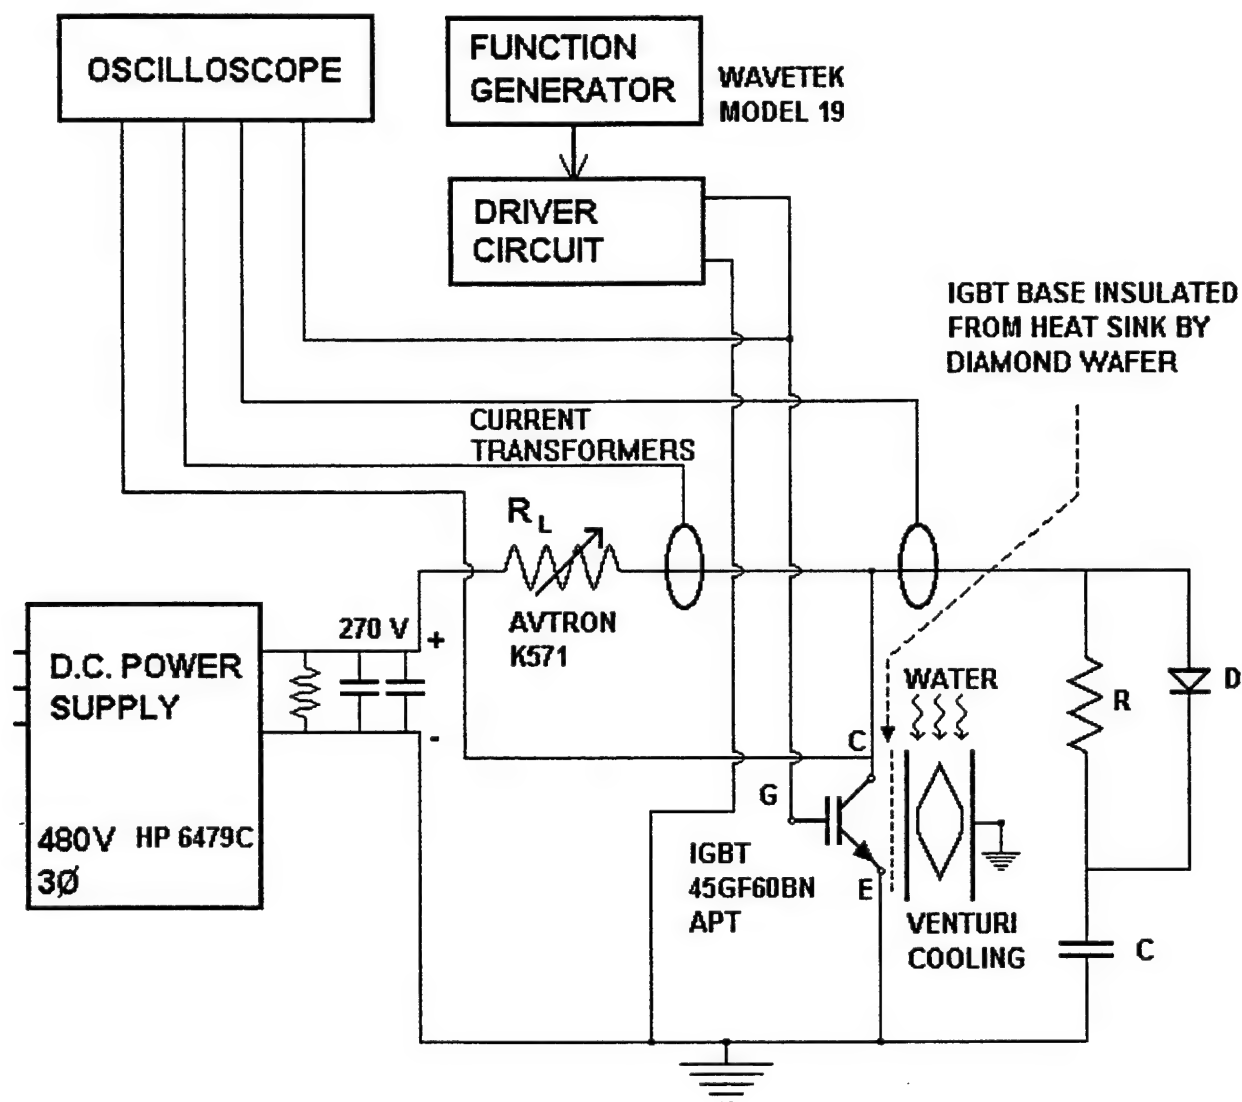 OSCILLOSCOPE
FUNCTION
GENERATOR
WAVETEK
MODEL 19
DRIVER
CIRCUIT
IGBT BASE INSULATED
FROM HEAT SINK BY
DIAMOND WAFER
CURRENT
TRANSFORMERS
R L
AVTRON
K571
270 V
+
-
D.C. POWER
SUPPLY
480V HP 6479C
3Ø
WATER
R
D
C
G
E
IGBT
45GF60BN
APT
VENTURI
COOLING
C